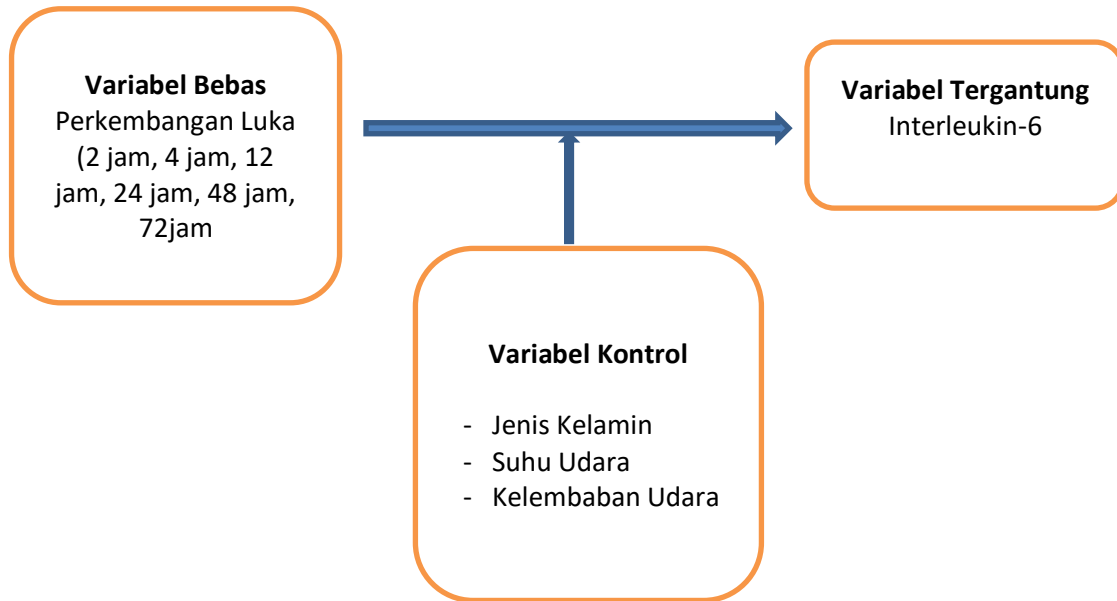 Variabel Bebas
Perkembangan Luka
(2 jam, 4 jam, 12
jam, 24 jam, 48 jam,
72jam
Variabel Tergantung
Interleukin-6
Variabel Kontrol
- Jenis Kelamin
- Suhu Udara
- Kelembaban Udara